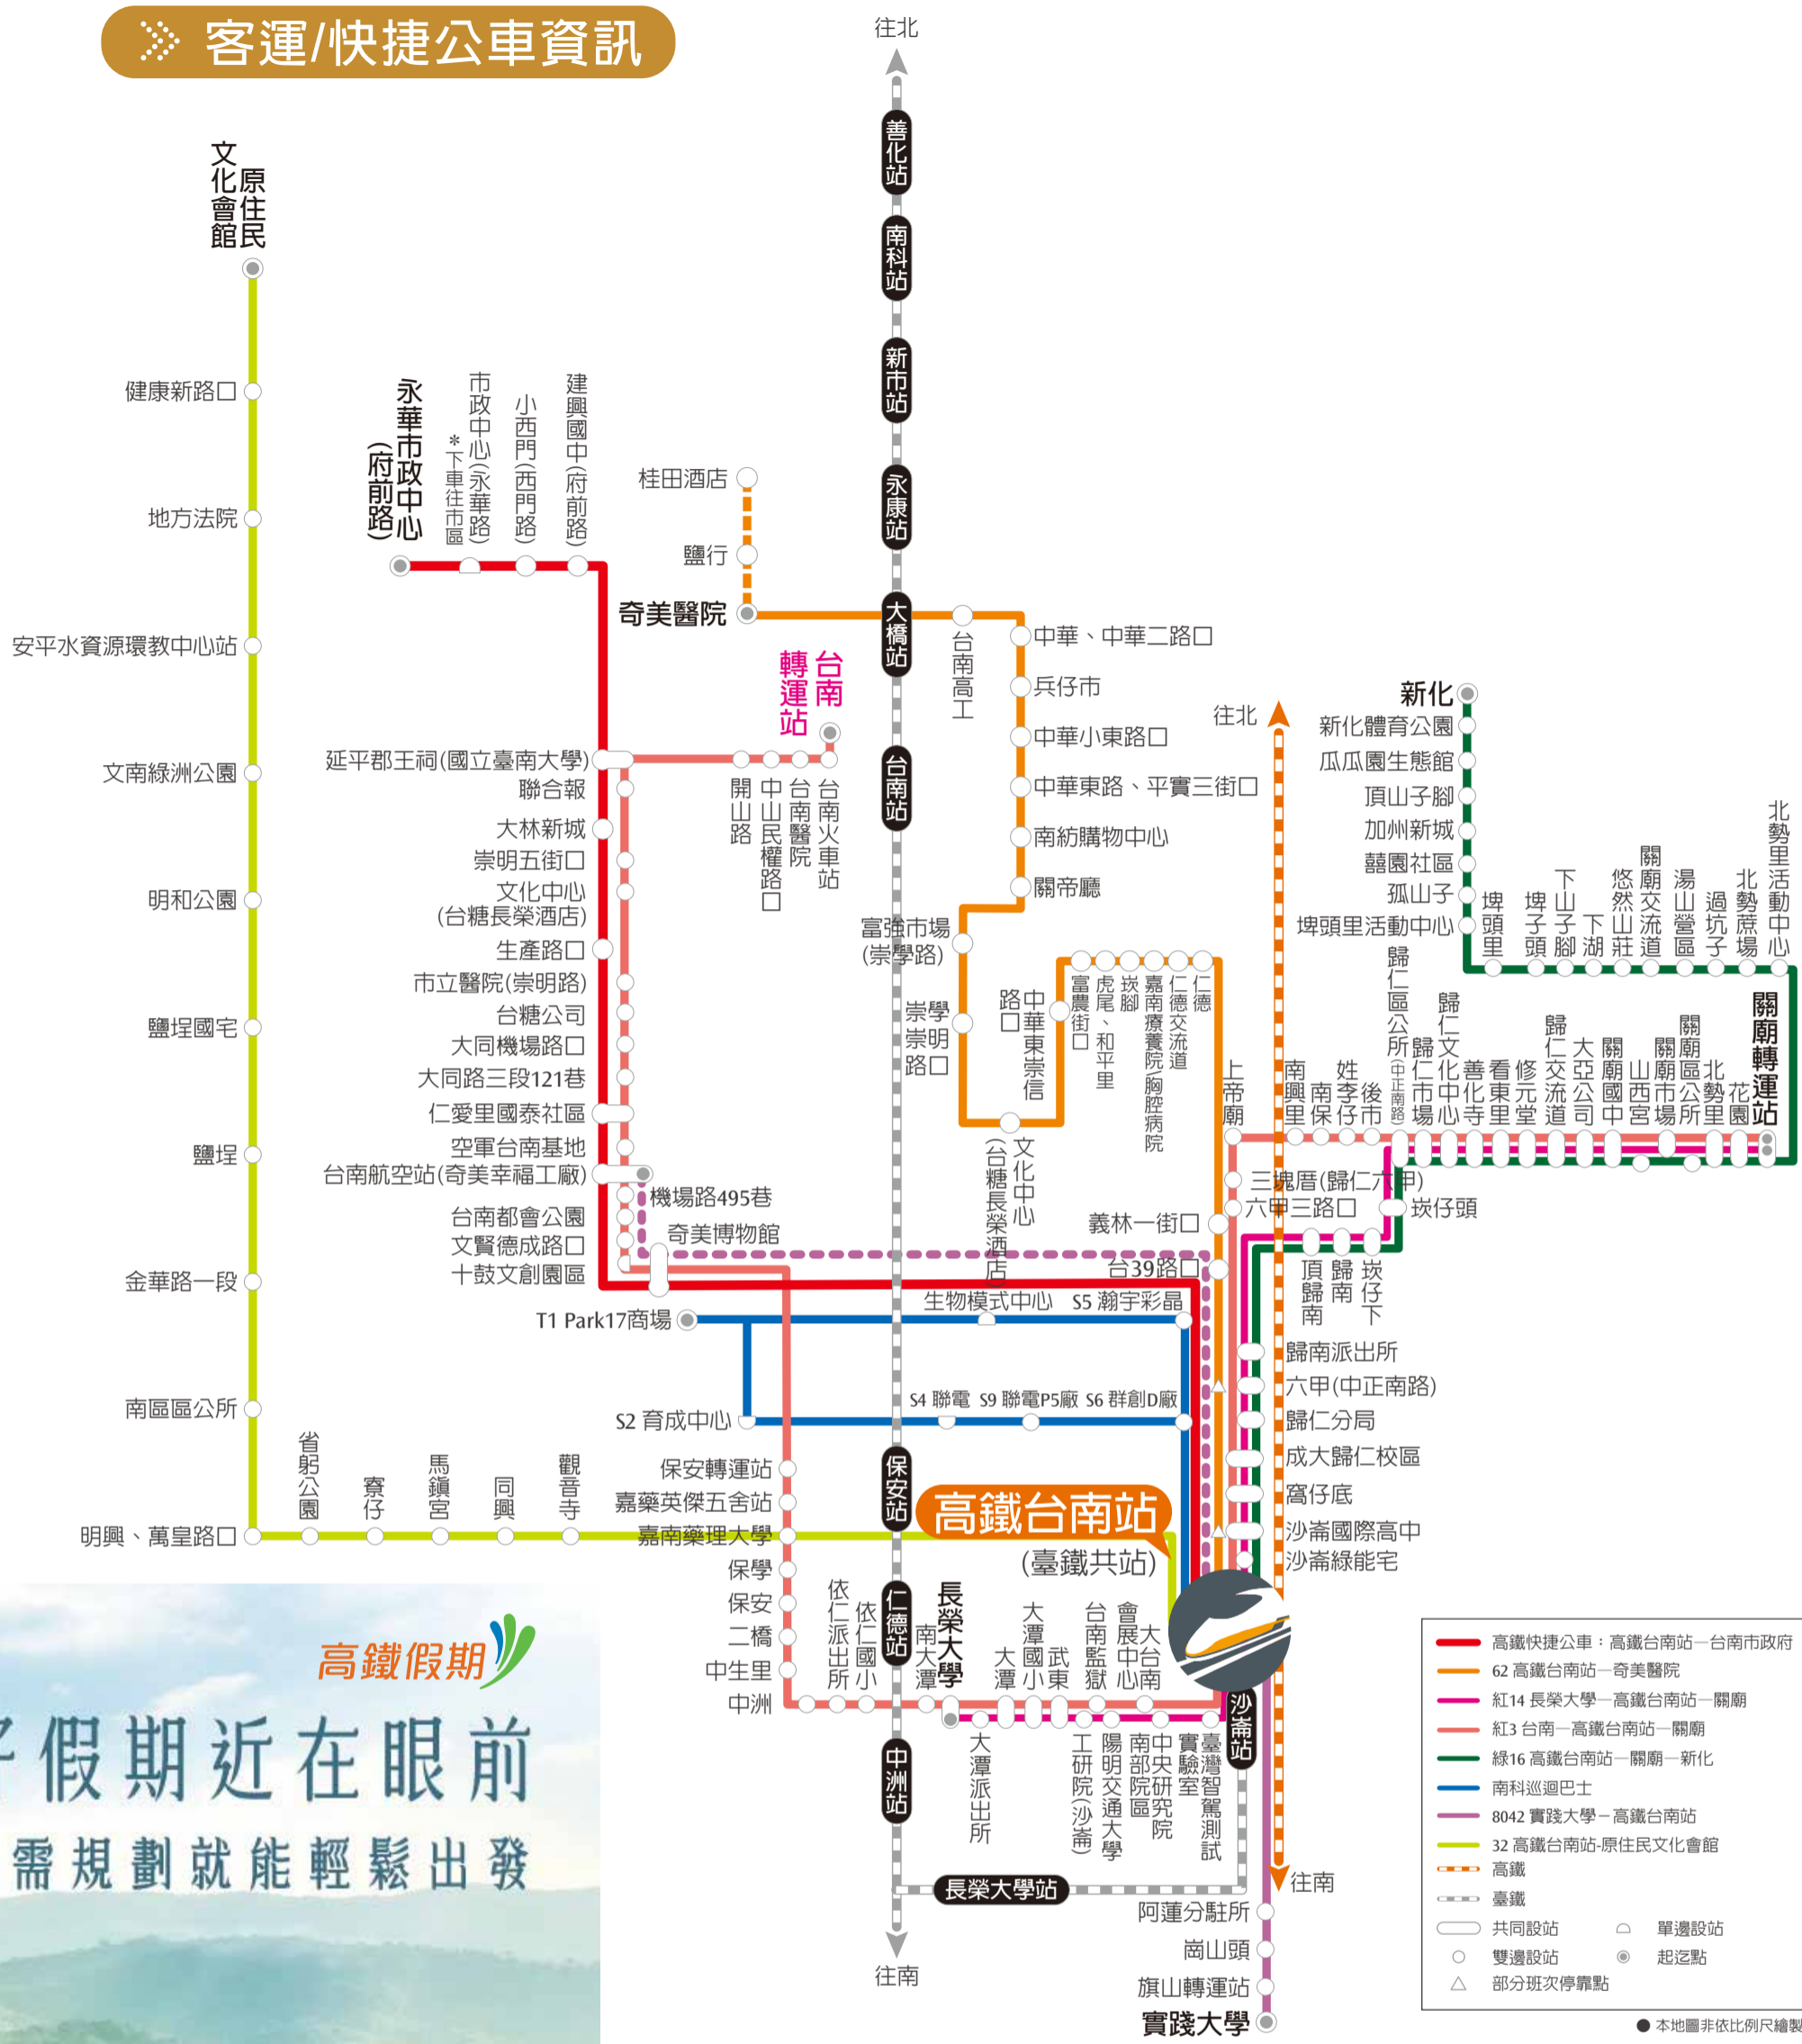 客運/快捷公車資訊
往北
善化站
南科站
新市站
永康站
大橋站
台南站
保安站
仁德站
中洲站
長榮大學站
沙崙站
往南
原住民
文化會館
健康新路口
地方法院
安平水資源環教中心站
文南綠洲公園
明和公園
鹽埕國宅
鹽埕
金華路一段
南區區公所
明興、萬皇路口
省躬公園
寮仔
馬鎮宮
同興
觀音寺
永華市政中心
(府前路)
市政中心(永華路)
*下車往市區
小西門(西門路)
建興國中(府前路)
延平郡王祠(國立臺南大學)
聯合報
大林新城
崇明五街口
文化中心
(台糖長榮酒店)
生產路口
市立醫院(崇明路)
台糖公司
大同機場路口
大同路三段121巷
仁愛里國泰社區
空軍台南基地
台南航空站(奇美幸福工廠)
機場路495巷
台南都會公園
文賢德成路口
十鼓文創園區
奇美博物館
台南
轉運站
開山路
中山民權路口
台南醫院
台南火車站
桂田酒店
鹽行
奇美醫院
台南高工
中華、中華二路口
兵仔市
中華小東路口
中華東路、平實三街口
南紡購物中心
關帝廳
富強市場
(崇學路)
崇學
崇明
路口
文化中心
(台糖長榮酒店)
中華東崇信
路口
富農街口
虎尾、和平里
崁腳
嘉南療養院/胸腔病院
仁德交流道
仁德
義林一街口
台39路口
T1 Park17商場
生物模式中心
S5 瀚宇彩晶
S2 育成中心
S4 聯電
S9 聯電P5廠
S6 群創D廠
保安轉運站
嘉藥英傑五舍站
嘉南藥理大學
保學
保安
二橋
中生里
中洲
依仁派出所
依仁國小
南大潭
長榮大學
大潭
大潭國小
武東
台南監獄
會展中心
大台南
大潭派出所
工研院(沙崙)
陽明交通大學
南部院區
中央研究院
實驗室
臺灣智駕測試
高鐵台南站
(臺鐵共站)
往北
往南
上帝廟
三塊厝(歸仁六甲)
六甲三路口
南興里
南保
姓李仔
後市
歸仁區公所(中正南路)
歸仁市場
歸仁文化中心
善化寺
看東里
修元堂
歸仁交流道
大亞公司
關廟國中
山西宮
關廟市場
關廟區公所
北勢里
花園
關廟轉運站
崁仔頭
頂歸南
歸南
崁仔下
歸南派出所
六甲(中正南路)
歸仁分局
成大歸仁校區
窩仔底
沙崙國際高中
沙崙綠能宅
新化
新化體育公園
瓜瓜園生態館
頂山子腳
加州新城
囍園社區
孤山子
埤頭里活動中心
埤頭里
埤子頭
下山子腳
下湖
悠然山莊
關廟交流道
湯山營區
過坑子
北勢蔗場
北勢里活動中心
阿蓮分駐所
崗山頭
旗山轉運站
實踐大學
高鐵假期
假期近在眼前
需規劃就能輕鬆出發
高鐵快捷公車：高鐵台南站—台南市政府
62 高鐵台南站—奇美醫院
紅14 長榮大學—高鐵台南站—關廟
紅3 台南—高鐵台南站—關廟
綠16 高鐵台南站—關廟—新化
南科巡迴巴士
8042 實踐大學－高鐵台南站
32 高鐵台南站-原住民文化會館
高鐵
臺鐵
共同設站
單邊設站
雙邊設站
起迄點
部分班次停靠點
● 本地圖非依比例尺繪製